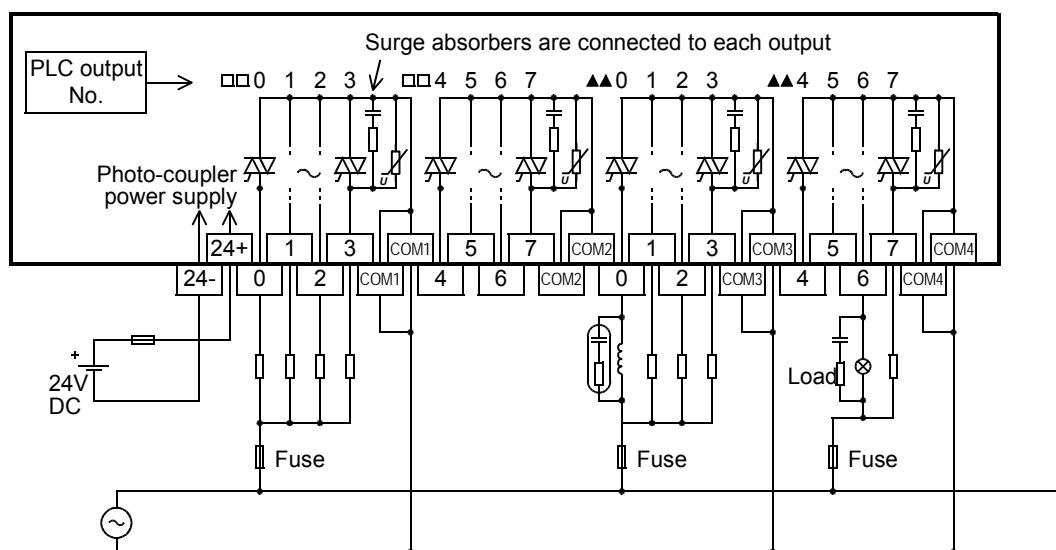 Surge absorbers are connected to each output
PLC output
No.
□□0 1 2 3 □□4 5 6 7 ▲▲0 1 2 3 ▲▲4 5 6 7
U U U U
Photo-coupler
power supply
24+ 1 3 COM1 5 7 COM2 1 3 COM3 5 7 COM4
24- 0 2 COM1 4 6 COM2 0 2 COM3 4 6 COM4
+
24V
DC
Load
Fuse Fuse Fuse